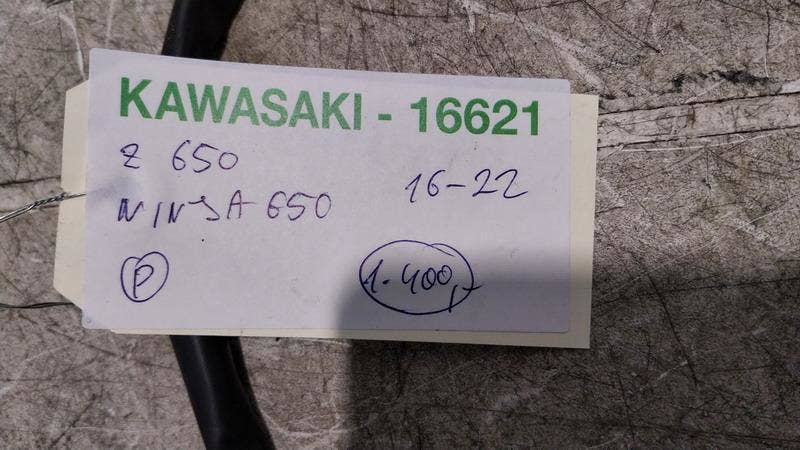 KAWASAKI - 16621
Z 650
16-22
NINJA 650
P
1.400,-